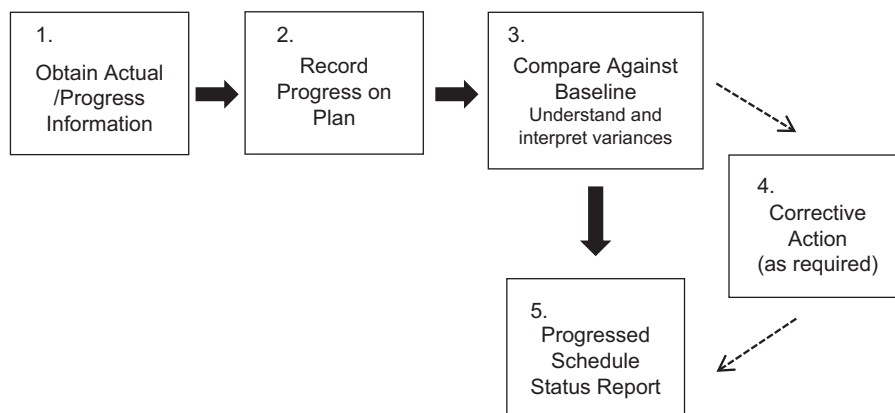 1.
Obtain Actual
/Progress
Information
2.
Record
Progress on
Plan
3.
Compare Against
Baseline
Understand and
interpret variances
4.
Corrective
Action
(as required)
5.
Progressed
Schedule
Status Report